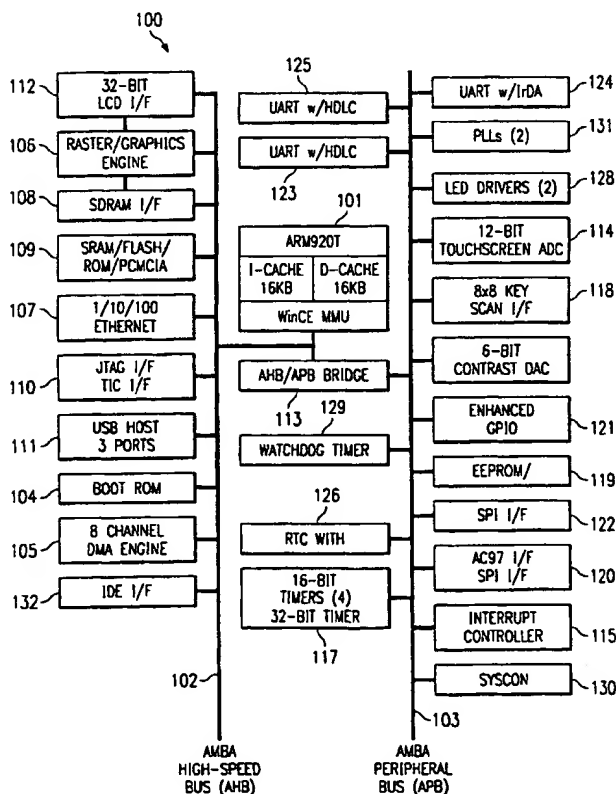 100
112
32-BIT
LCD I/F
106
RASTER/GRAPHICS
ENGINE
108
SDRAM I/F
109
SRAM/FLASH/
ROM/PCMCIA
107
1/10/100
ETHERNET
110
JTAG I/F
TIC I/F
111
USB HOST
3 PORTS
104
BOOT ROM
105
8 CHANNEL
DMA ENGINE
132
IDE I/F
102
AMBA
HIGH-SPEED
BUS (AHB)
125
UART w/HDLC
UART w/HDLC
123
101
ARM920T
I-CACHE
16KB
D-CACHE
16KB
WinCE MMU
AHB/APB BRIDGE
113
129
WATCHDOG TIMER
126
RTC WITH
16-BIT
TIMERS (4)
32-BIT TIMER
117
UART w/IrDA
124
PLLs (2)
131
LED DRIVERS (2)
128
12-BIT
TOUCHSCREEN ADC
114
8x8 KEY
SCAN I/F
118
6-BIT
CONTRAST DAC
ENHANCED
GPIO
121
EEPROM/
119
SPI I/F
122
AC97 I/F
SPI I/F
120
INTERRUPT
CONTROLLER
115
SYSCON
130
103
AMBA
PERIPHERAL
BUS (APB)